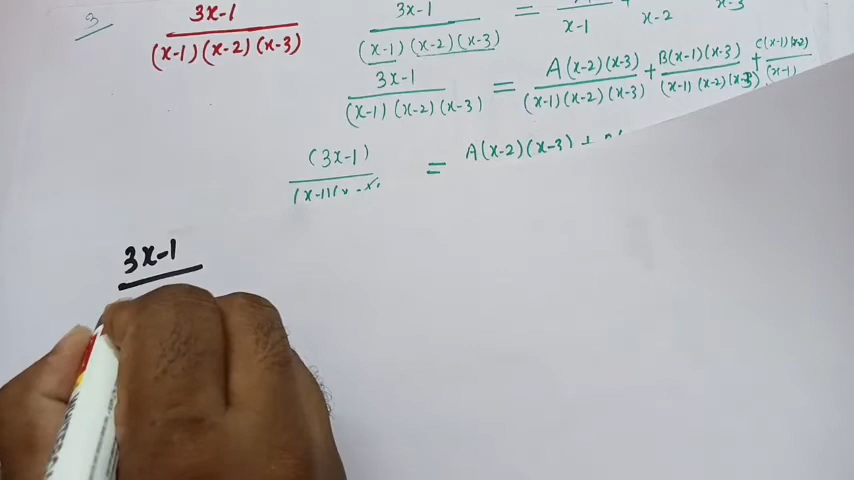 3 3x-1 3x-1 = A
(x-1)(x-2)(x-3) (x-1)(x-2)(x-3) x-1 x-2 x-3
3x-1 = A(x-2)(x-3) + B(x-1)(x-3) + C(x-1)(x-2)
(x-1)(x-2)(x-3) (x-1)(x-2)(x-3) (x-1)(x-2)(x-3) (x-1)
(3x-1) = A(x-2)(x-3) +
(x-1)(x-
3x-1